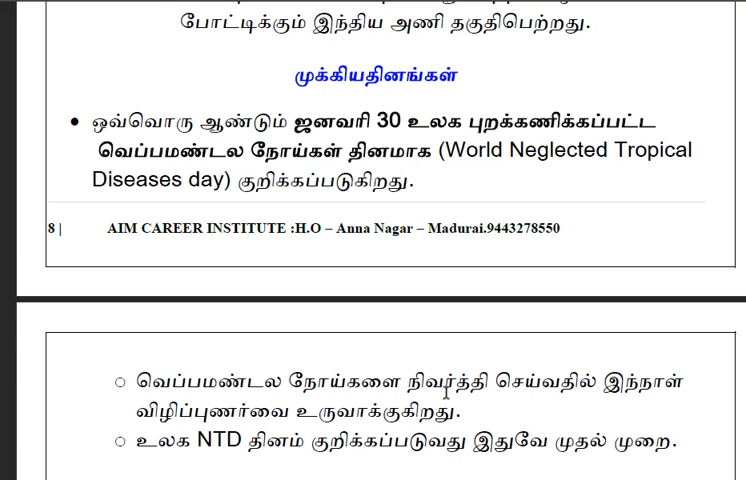 போட்டிக்கும் இந்திய அணி தகுதிபெற்றது.
முக்கியதினங்கள்
• ஒவ்வொரு ஆண்டும் ஜனவரி 30 உலக புறக்கணிக்கப்பட்ட
வெப்பமண்டல நோய்கள் தினமாக (World Neglected Tropical
Diseases day) குறிக்கப்படுகிறது.
8 | AIM CAREER INSTITUTE :H.O – Anna Nagar – Madurai.9443278550
○ வெப்பமண்டல நோய்களை நிவர்த்தி செய்வதில் இந்நாள்
விழிப்புணர்வை உருவாக்குகிறது.
○ உலக NTD தினம் குறிக்கப்படுவது இதுவே முதல் முறை.